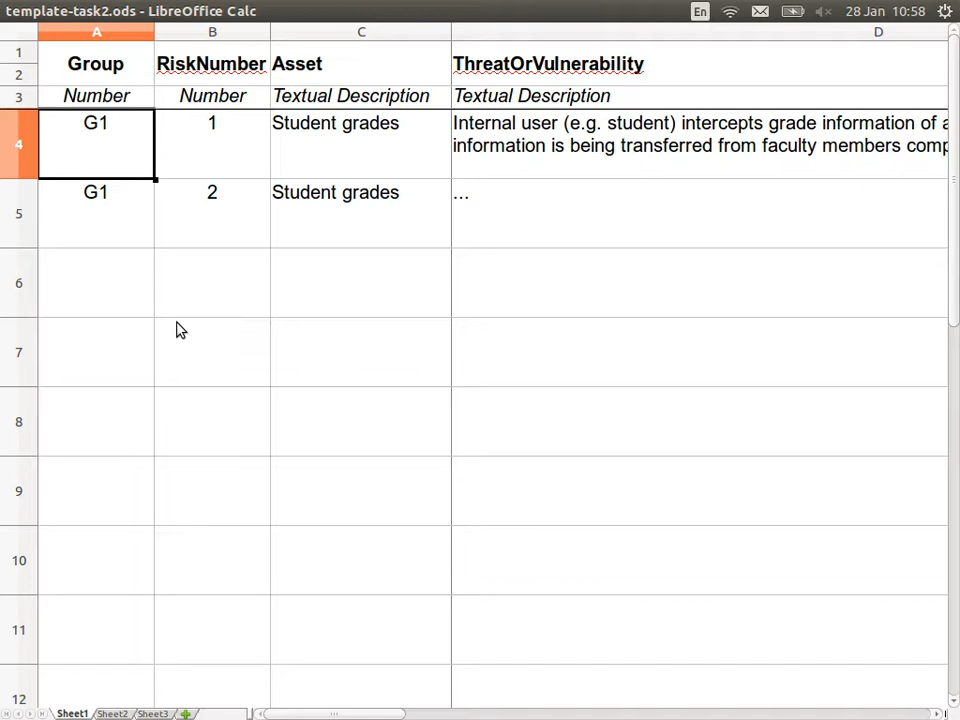 template-task2.ods - LibreOffice Calc
En
28 Jan 10:58
A B C D
1
2
Group RiskNumber Asset ThreatOrVulnerability
3 Number Number Textual Description Textual Description
4 G1 1 Student grades Internal user (e.g. student) intercepts grade information of
information is being transferred from faculty members
5 G1 2 Student grades ...
6
7
8
9
10
11
12
Sheet1 Sheet2 Sheet3